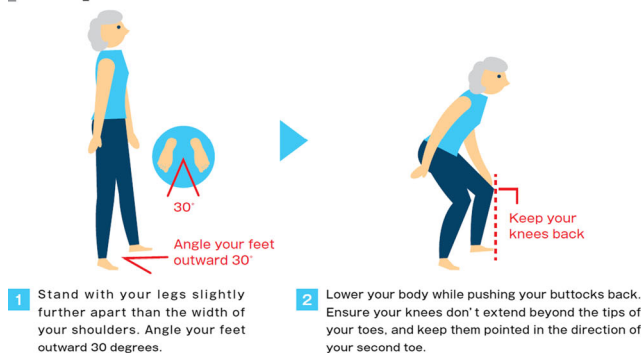 30°
Angle your feet
outward 30°
Keep your
knees back
1 Stand with your legs slightly
further apart than the width of
your shoulders. Angle your feet
outward 30 degrees.
2 Lower your body while pushing your buttocks back.
Ensure your knees don't extend beyond the tips of
your toes, and keep them pointed in the direction of
your second toe.